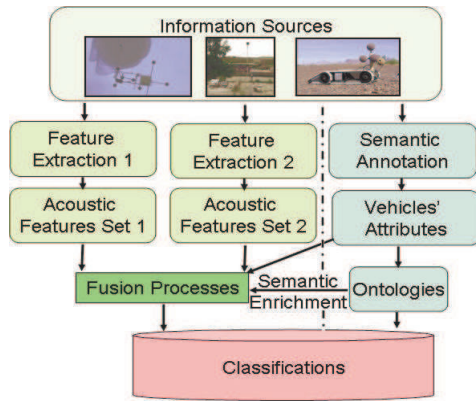 Information Sources
Feature
Extraction 1
Feature
Extraction 2
Semantic
Annotation
Acoustic
Features Set 1
Acoustic
Features Set 2
Vehicles'
Attributes
Fusion Processes
Semantic
Enrichment
Ontologies
Classifications